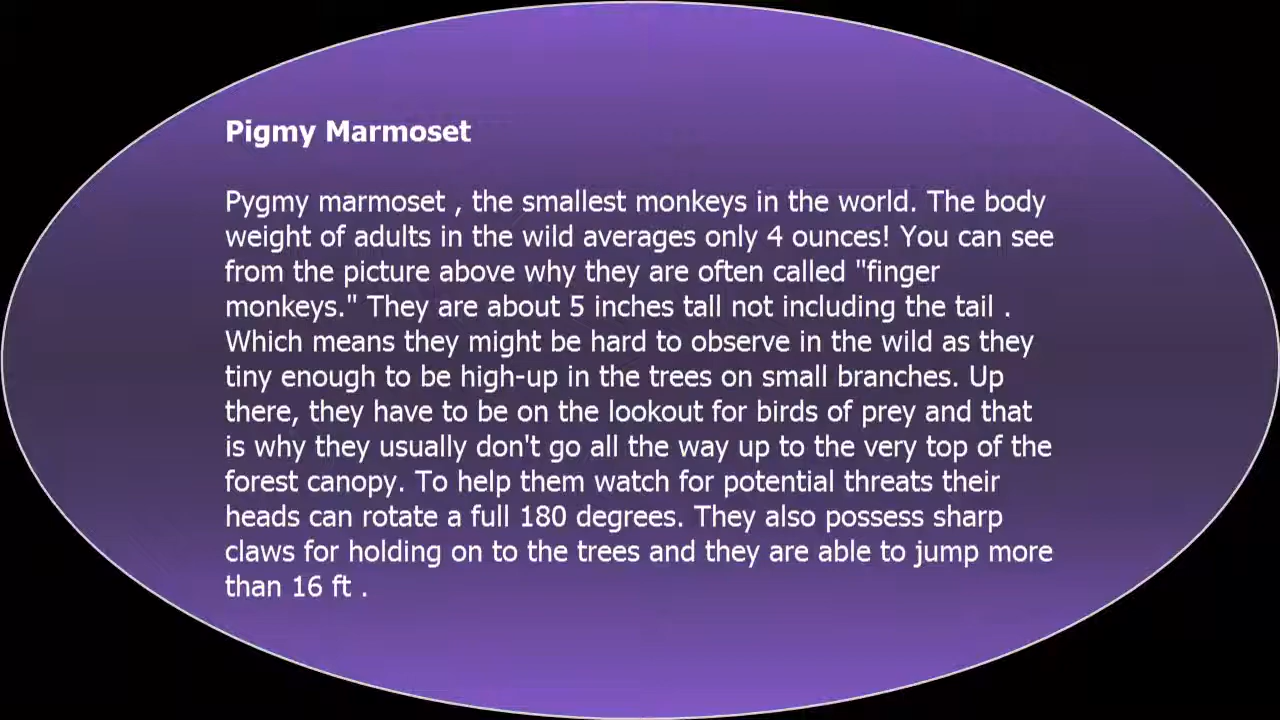 Pigmy Marmoset
Pygmy marmoset , the smallest monkeys in the world. The body
weight of adults in the wild averages only 4 ounces! You can see
from the picture above why they are often called "finger
monkeys." They are about 5 inches tall not including the tail .
Which means they might be hard to observe in the wild as they
tiny enough to be high-up in the trees on small branches. Up
there, they have to be on the lookout for birds of prey and that
is why they usually don't go all the way up to the very top of the
forest canopy. To help them watch for potential threats their
heads can rotate a full 180 degrees. They also possess sharp
claws for holding on to the trees and they are able to jump more
than 16 ft .